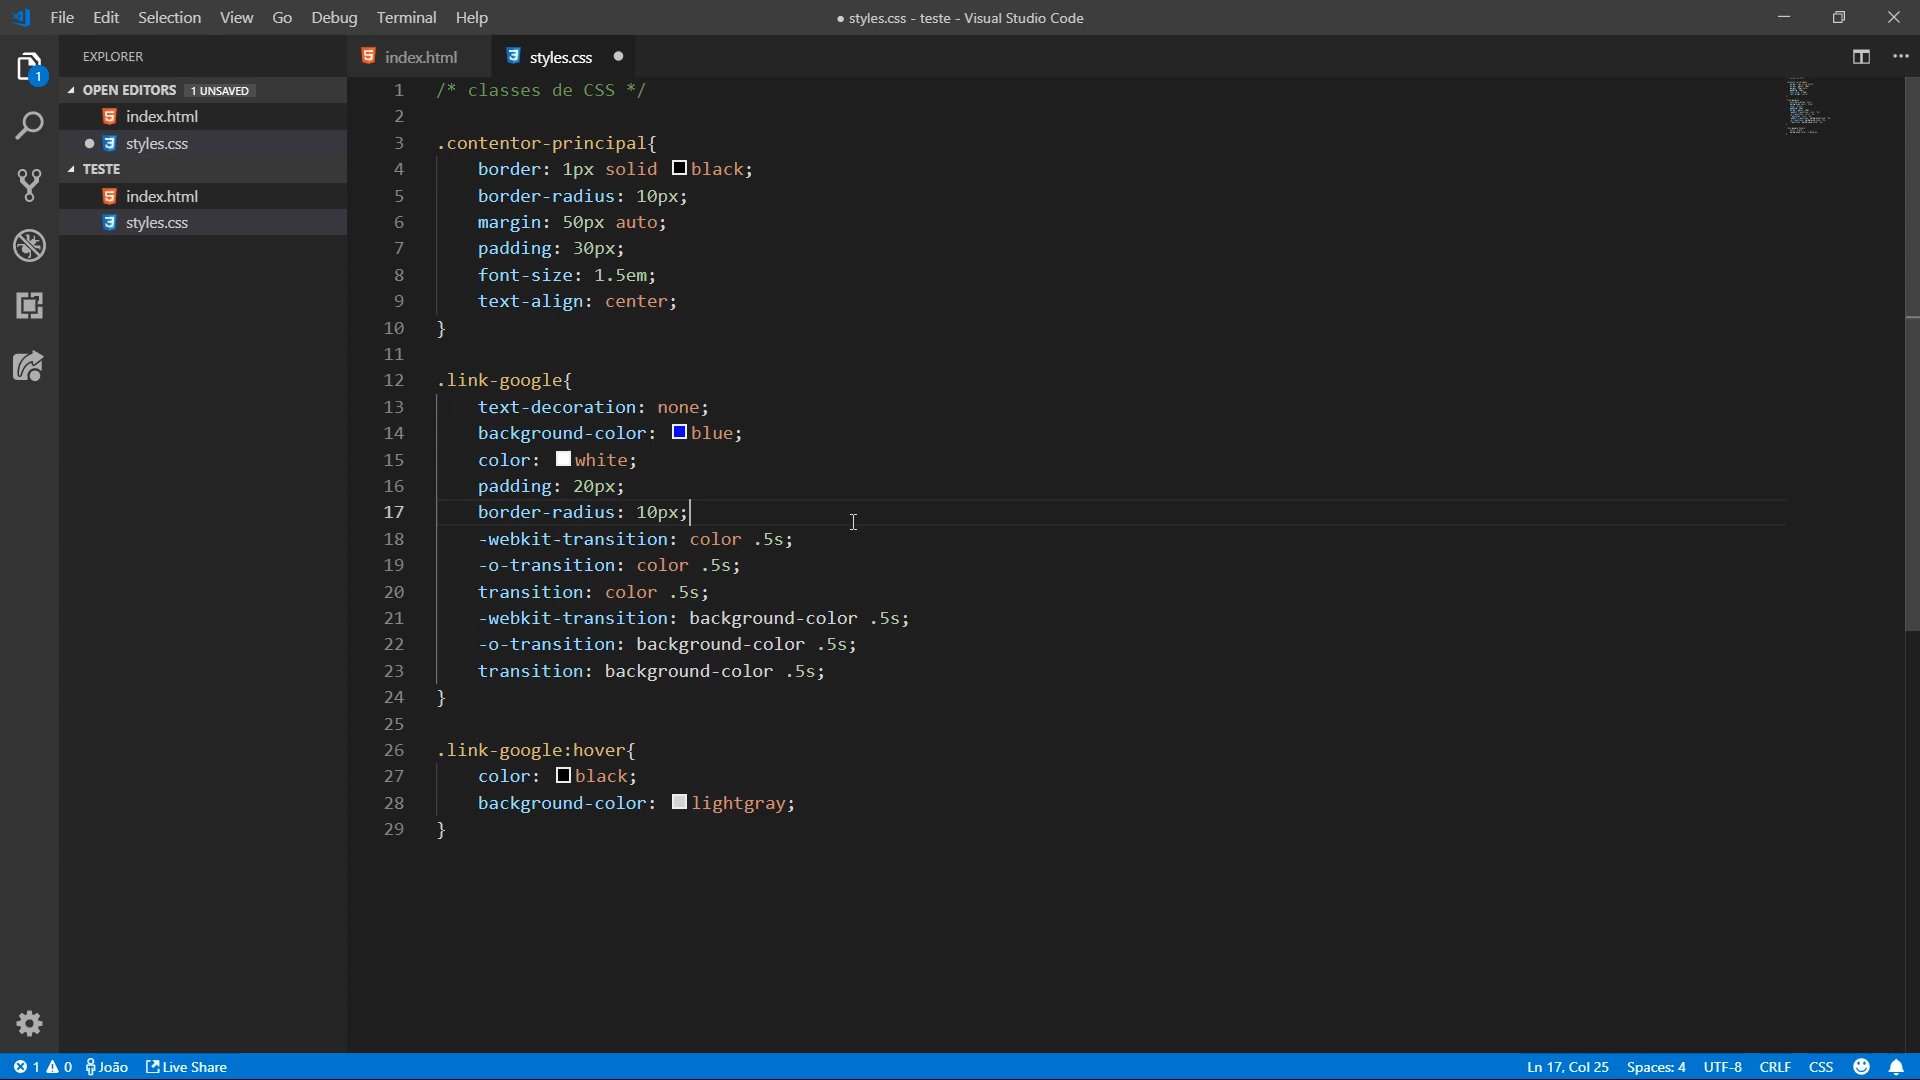 File Edit Selection View Go Debug Terminal Help
● styles.css - teste - Visual Studio Code
EXPLORER
OPEN EDITORS 1 UNSAVED
index.html
styles.css
TESTE
index.html
styles.css
1
index.html styles.css
1 /* classes de CSS */
2
3 .contentor-principal{
4 border: 1px solid black;
5 border-radius: 10px;
6 margin: 50px auto;
7 padding: 30px;
8 font-size: 1.5em;
9 text-align: center;
10 }
11
12 .link-google{
13 text-decoration: none;
14 background-color: blue;
15 color: white;
16 padding: 20px;
17 border-radius: 10px;
18 -webkit-transition: color .5s;
19 -o-transition: color .5s;
20 transition: color .5s;
21 -webkit-transition: background-color .5s;
22 -o-transition: background-color .5s;
23 transition: background-color .5s;
24 }
25
26 .link-google:hover{
27 color: black;
28 background-color: lightgray;
29 }
1 0 João Live Share
Ln 17, Col 25 Spaces: 4 UTF-8 CRLF CSS